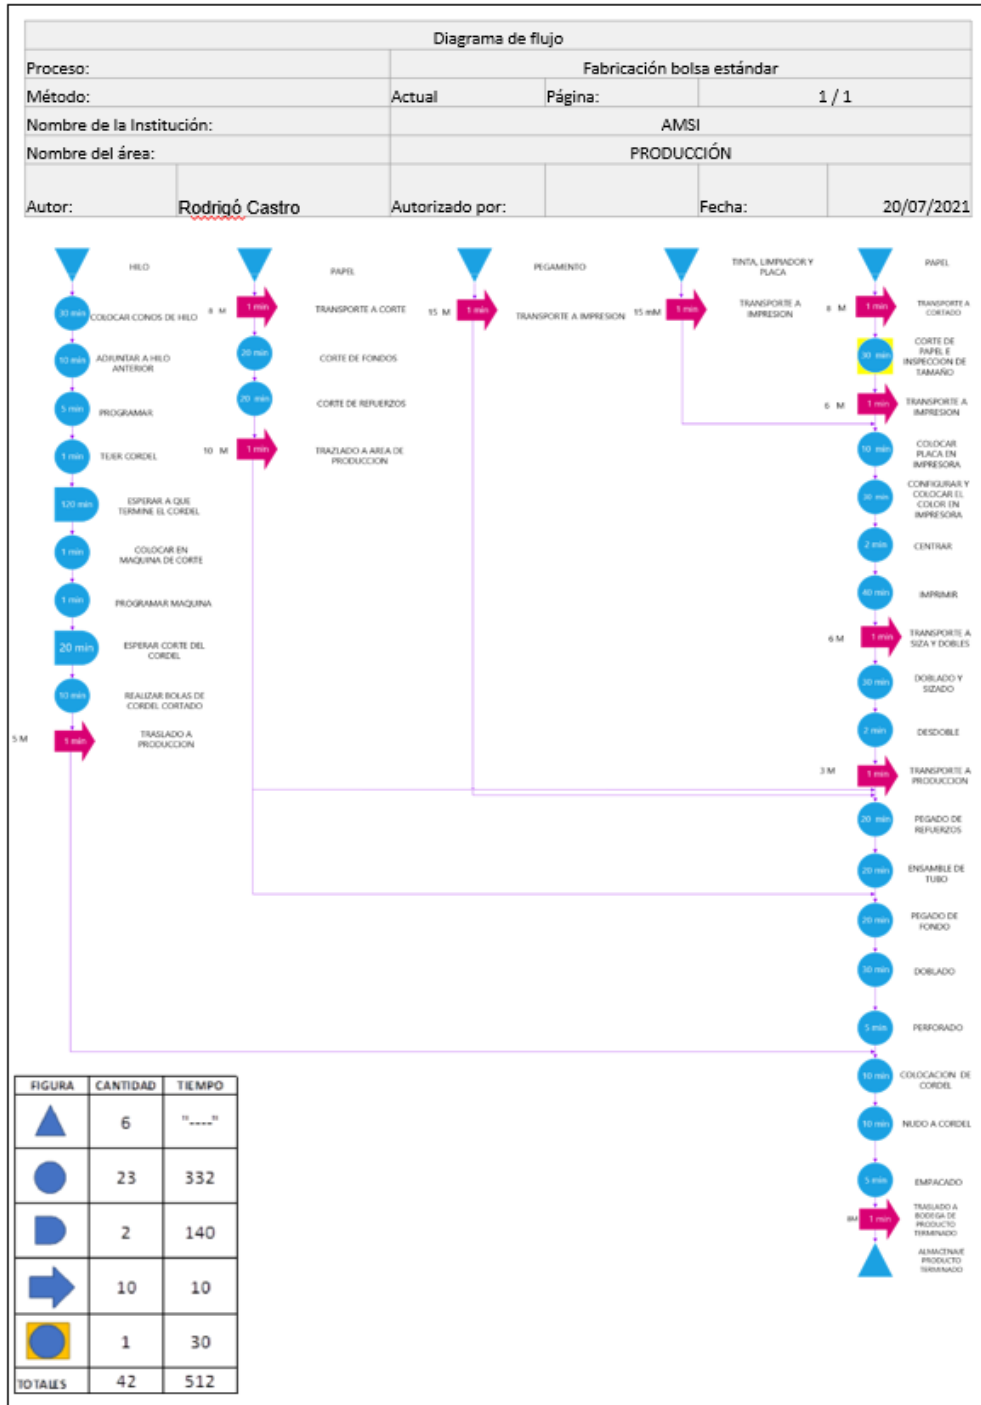 Diagrama de flujo
Proceso: Fabricación bolsa estándar
Método: Actual Página: 1 / 1
Nombre de la Institución: AMSI
Nombre del área: PRODUCCIÓN
Autor: Rodrigó Castro Autorizado por: Fecha: 20/07/2021
HILO
30 min COLOCAR CONOS DE HILO
10 min ADJUNTAR A HILO
ANTERIOR
5 min PROGRAMAR
1 min TEJER CORDEL
120 min ESPERAR A QUE
TERMINE EL CORDEL
1 min COLOCAR EN
MAQUINA DE CORTE
1 min PROGRAMAR MAQUINA
20 min ESPERAR CORTE DEL
CORDEL
10 min REALIZAR BOLAS DE
CORDEL CORTADO
5 M 1 min TRASLADO A
PRODUCCION
PAPEL
8 M 1 min TRANSPORTE A CORTE
20 min CORTE DE FONDOS
20 min CORTE DE REFUERZOS
10 M 1 min TRAZLADO A AREA DE
PRODUCCION
PEGAMENTO
15 M 1 min TRANSPORTE A IMPRESION
TINTA, LIMPIADOR Y
PLACA
15 mM 1 min TRANSPORTE A
IMPRESION
PAPEL
8 M 1 min TRANSPORTE A
CORTADO
30 min CORTE DE
PAPEL E
INSPECCION DE
TAMAÑO
6 M 1 min TRANSPORTE A
IMPRESION
10 min COLOCAR
PLACA EN
IMPRESORA
30 min CONFIGURAR Y
COLOCAR EL
COLOR EN
IMPRESORA
2 min CENTRAR
40 min IMPRIMIR
6 M 1 min TRANSPORTE A
SIZA Y DOBLES
30 min DOBLADO Y
SIZADO
2 min DESDOBLE
3 M 1 min TRANSPORTE A
PRODUCCION
20 min PEGADO DE
REFUERZOS
20 min ENSAMBLE DE
TUBO
20 min PEGADO DE
FONDO
30 min DOBLADO
5 min PERFORADO
10 min COLOCACION DE
CORDEL
10 min NUDO A CORDEL
5 min EMPACADO
8M 1 min TRASLADO A
BODEGA DE
PRODUCTO
TERMINADO
ALMACENAJE
PRODUCTO
TERMINADO
FIGURA CANTIDAD TIEMPO
6 "----"
23 332
2 140
10 10
1 30
TOTALES 42 512